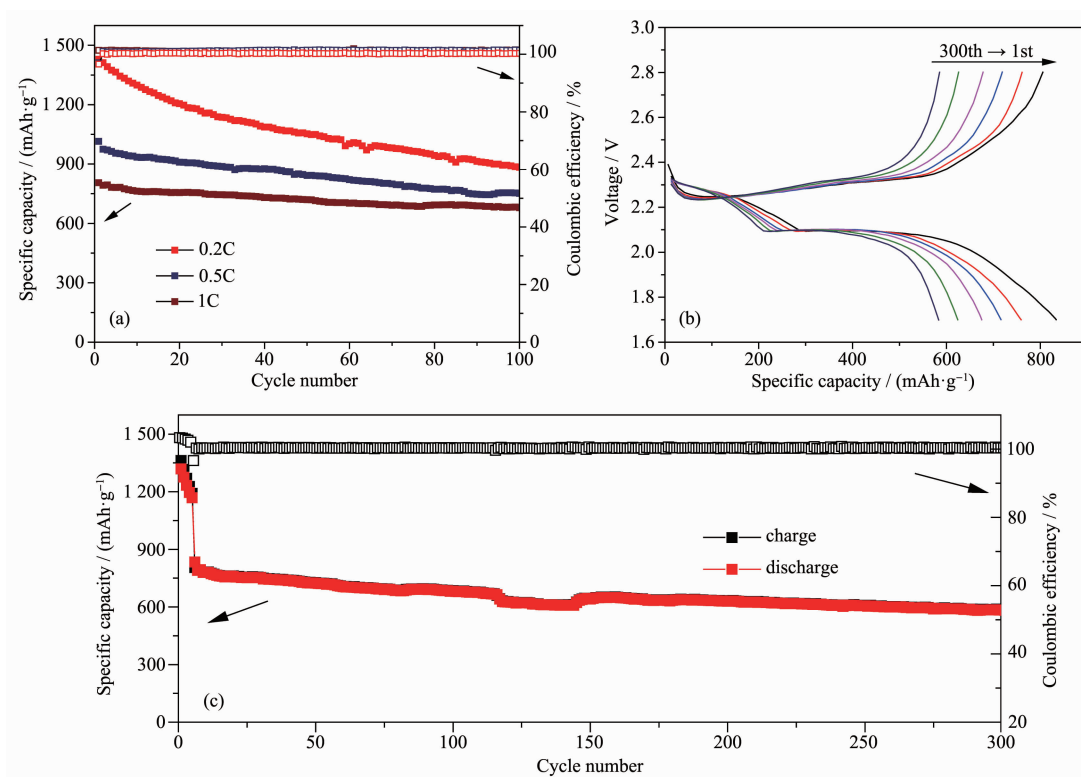 1 500
1200
900
600
300
0
Specific capacity / (mAh·g⁻¹)
100
80
60
40
20
0
Coulombic efficiency / %
0.2C
0.5C
1C
(a)
0 20 40 60 80 100
Cycle number
3.0
2.8
2.6
2.4
2.2
2.0
1.8
1.6
Voltage / V
300th → 1st
(b)
0 200 400 600 800
Specific capacity / (mAh·g⁻¹)
1 500
1 200
900
600
300
0
Specific capacity / (mAh·g⁻¹)
100
80
60
40
20
Coulombic efficiency / %
charge
discharge
(c)
0 50 100 150 200 250 300
Cycle number